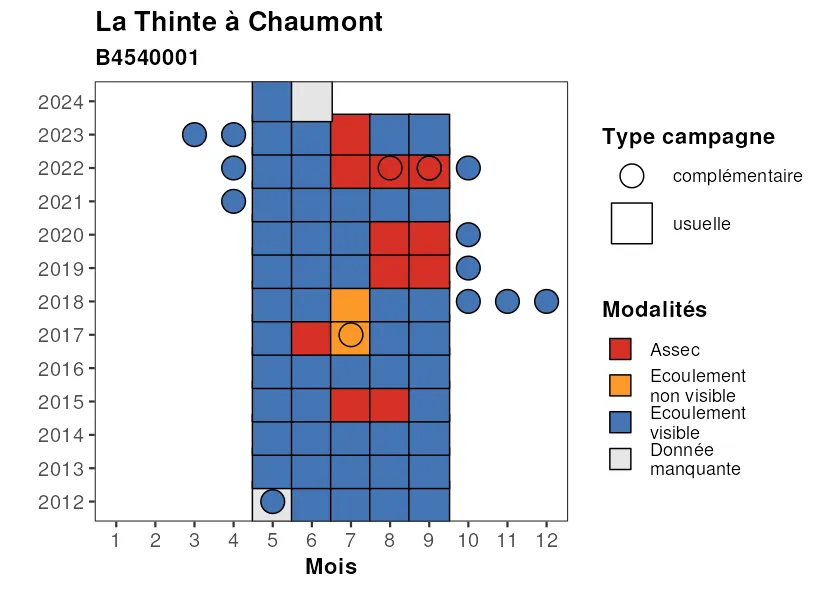 La Thinte à Chaumont
B4540001
2024
2023
2022
2021
2020
2019
2018
2017
2016
2015
2014
2013
2012
1 2 3 4 5 6 7 8 9 10 11 12
Mois
Type campagne
complémentaire
usuelle
Modalités
Assec
Ecoulement
non visible
Ecoulement
visible
Donnée
manquante